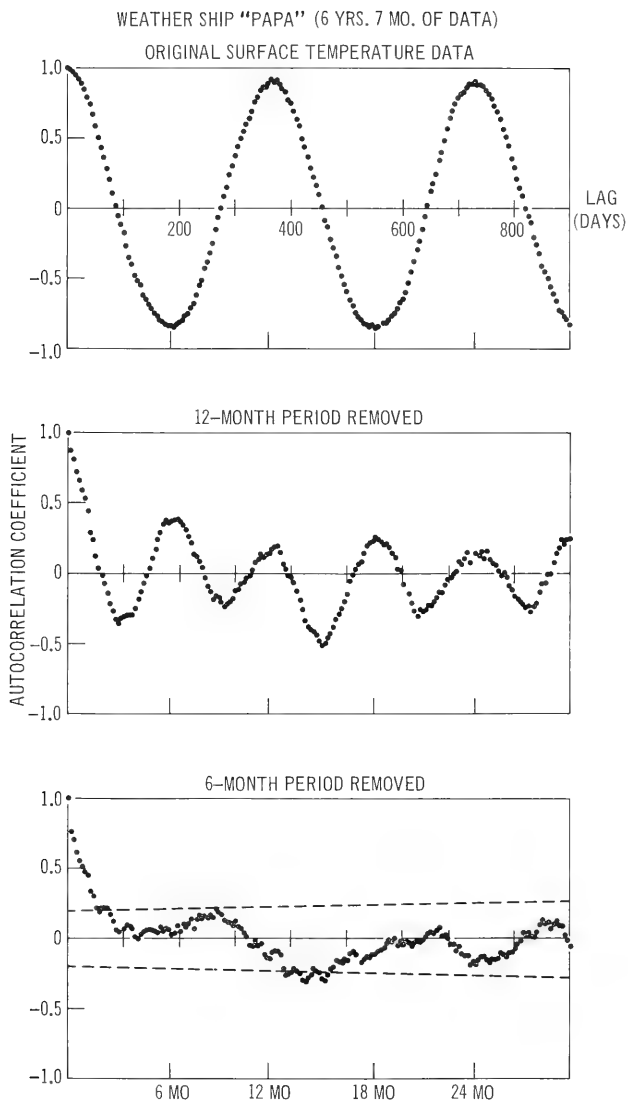 WEATHER SHIP "PAPA" (6 YRS. 7 MO. OF DATA)
ORIGINAL SURFACE TEMPERATURE DATA
1.0
0.5
0
−0.5
−1.0
200
400
600
800
LAG
(DAYS)
12–MONTH PERIOD REMOVED
AUTOCORRELATION COEFFICIENT
1.0
0.5
0
−0.5
−1.0
6–MONTH PERIOD REMOVED
1.0
0.5
0
−0.5
−1.0
6 MO
12 MO
18 MO
24 MO